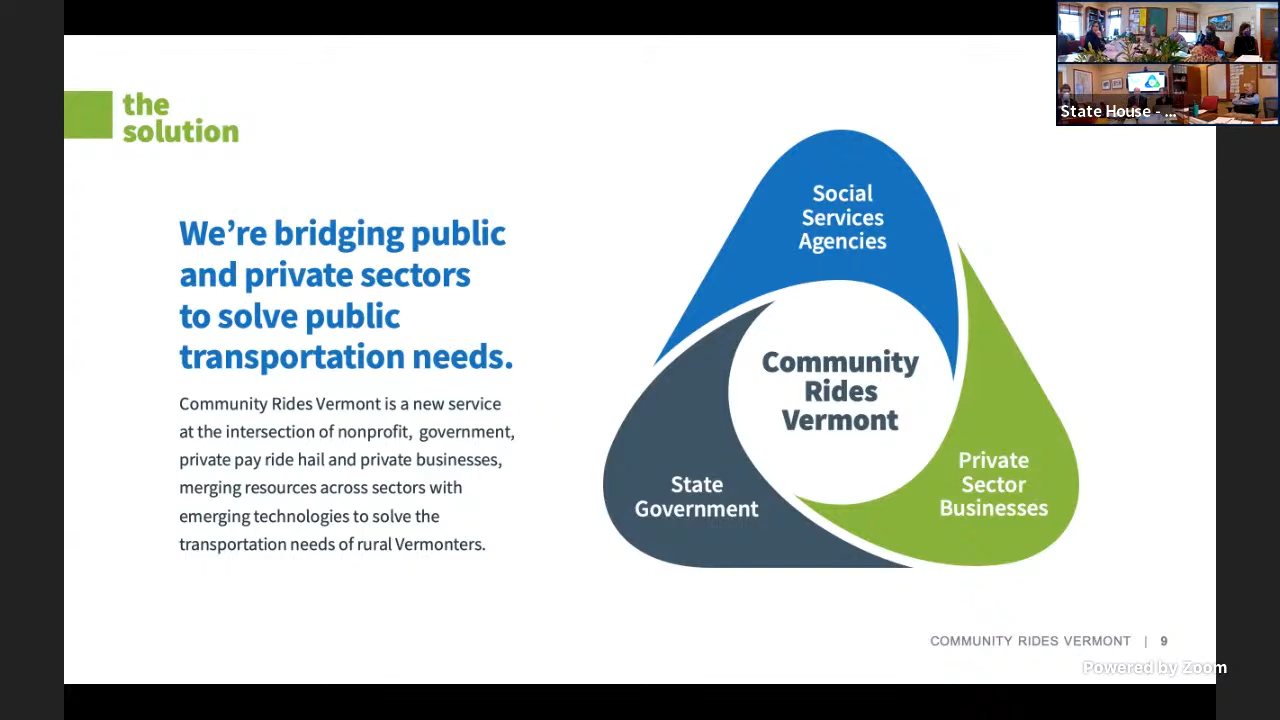 the
solution
We’re bridging public
and private sectors
to solve public
transportation needs.
Community Rides Vermont is a new service
at the intersection of nonprofit, government,
private pay ride hail and private businesses,
merging resources across sectors with
emerging technologies to solve the
transportation needs of rural Vermonters.
Social
Services
Agencies
Community
Rides
Vermont
State
Government
Private
Sector
Businesses
COMMUNITY RIDES VERMONT | 9
State House - ...
Powered by Zoom